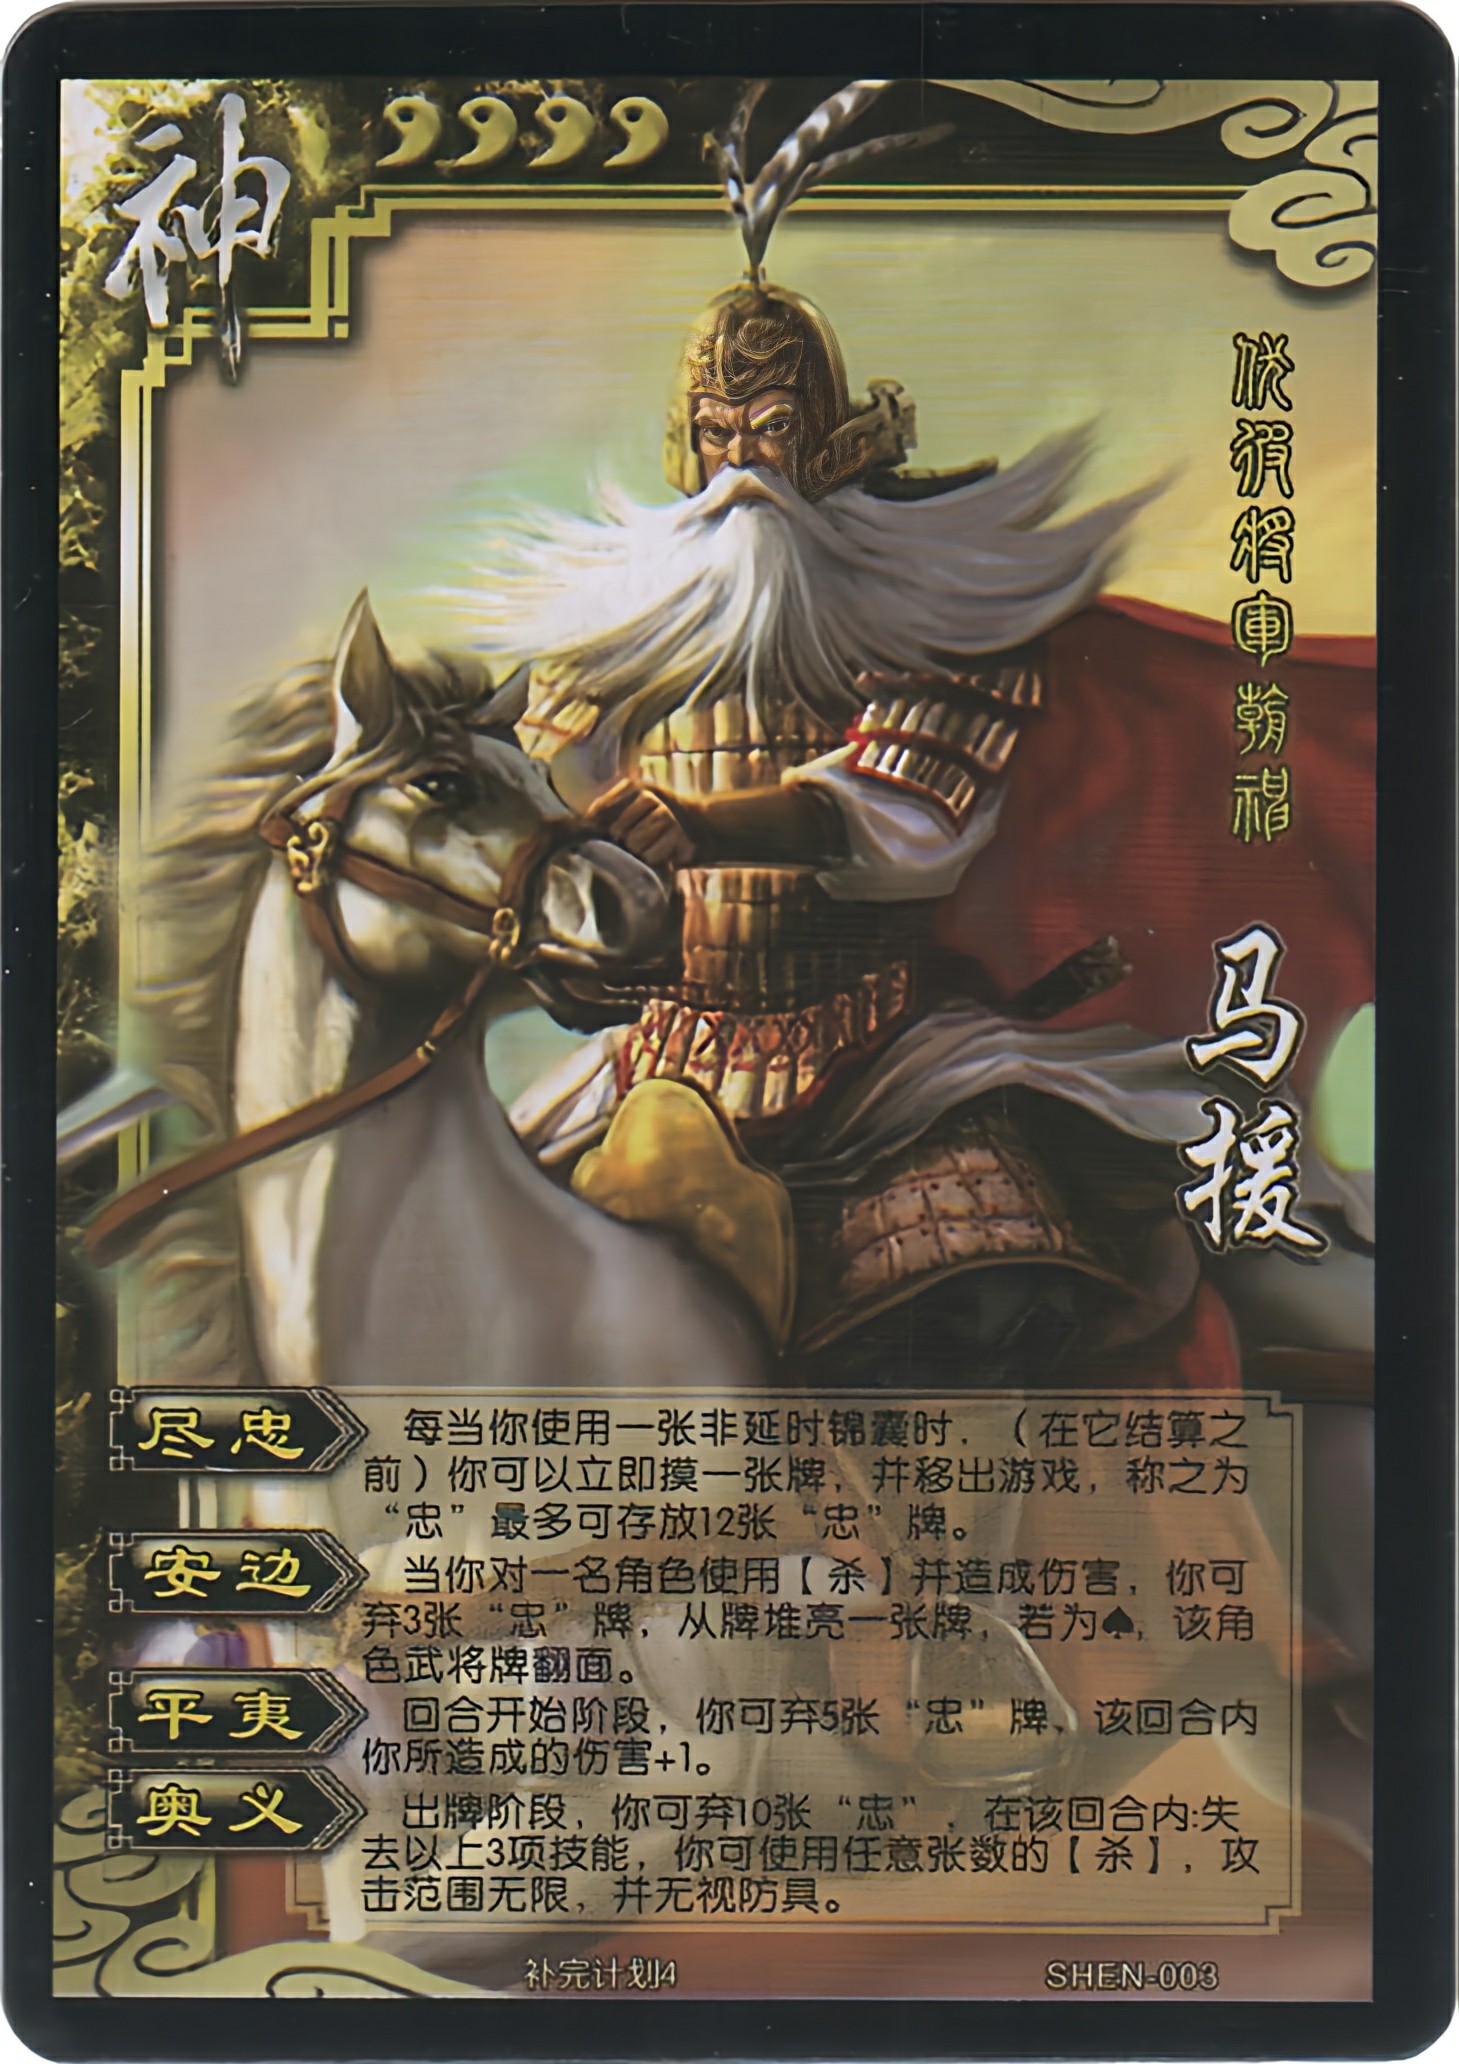 神
伏波将軍
马援
尽忠
每当你使用一张非延时锦囊时，（在它结算之
前）你可以立即摸一张牌，并移出游戏，称之为
“忠”最多可存放12张“忠”牌。
安边
当你对一名角色使用【杀】并造成伤害，你可
弃3张“忠”牌，从牌堆亮一张牌，若为♠，该角
色武将牌翻面。
平夷
回合开始阶段，你可弃5张“忠”牌，该回合内
你所造成的伤害+1。
奥义
出牌阶段，你可弃10张“忠”，在该回合内:失
去以上3项技能，你可使用任意张数的【杀】，攻
击范围无限，并无视防具。
补完计划4
SHEN-003